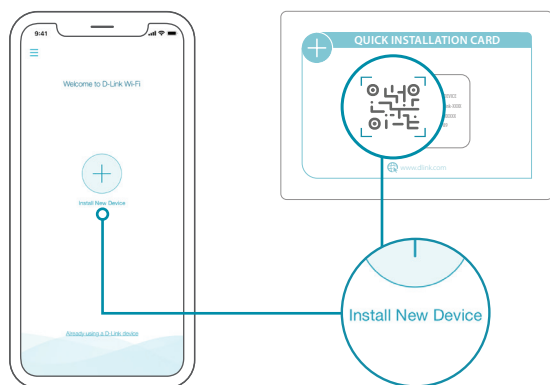 9:41
Welcome to D-Link Wi-Fi
Install New Device
Already using a D-Link device
QUICK INSTALLATION CARD
www.dlink.com
Install New Device